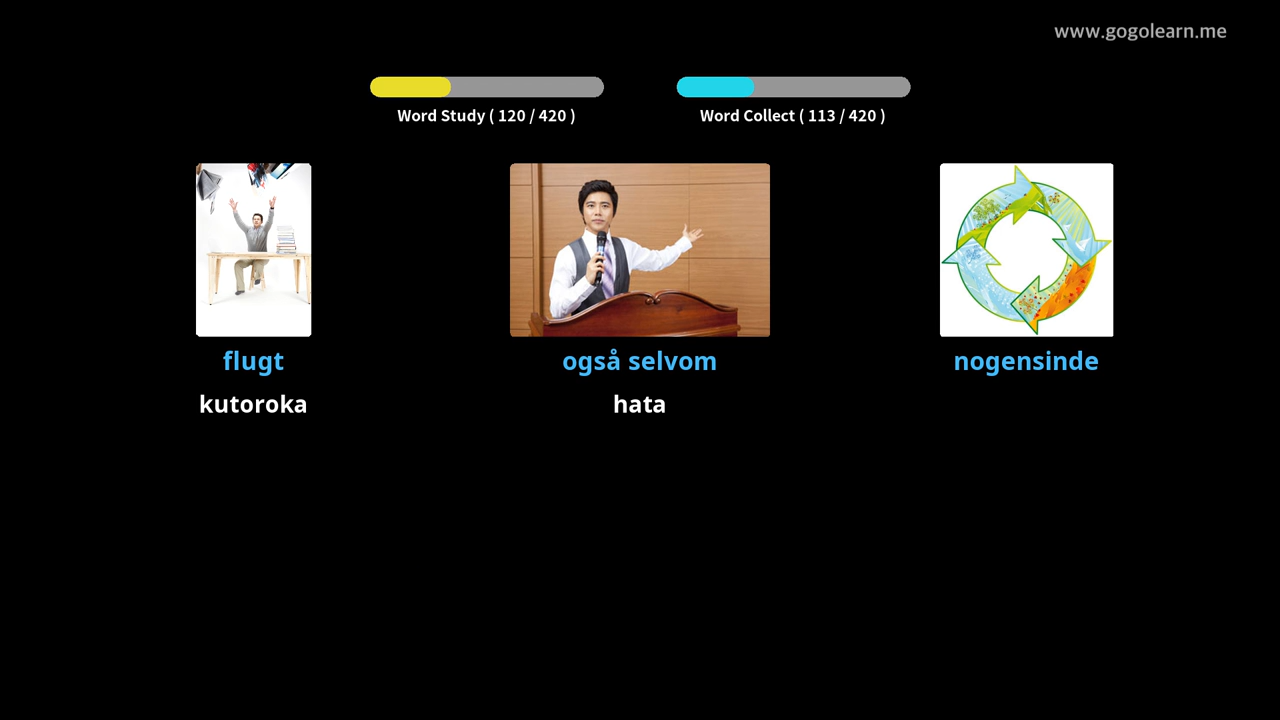 www.gogolearn.me
Word Study ( 120 / 420 )
Word Collect ( 113 / 420 )
flugt
også selvom
nogensinde
kutoroka
hata